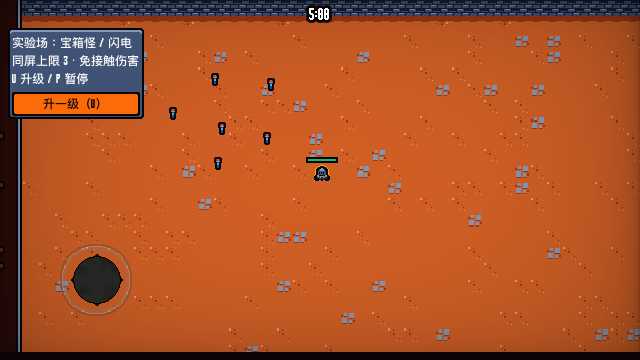 5:00
实验场：宝箱怪 / 闪电
同屏上限 3 · 免接触伤害
U 升级 / P 暂停
升一级 (U)